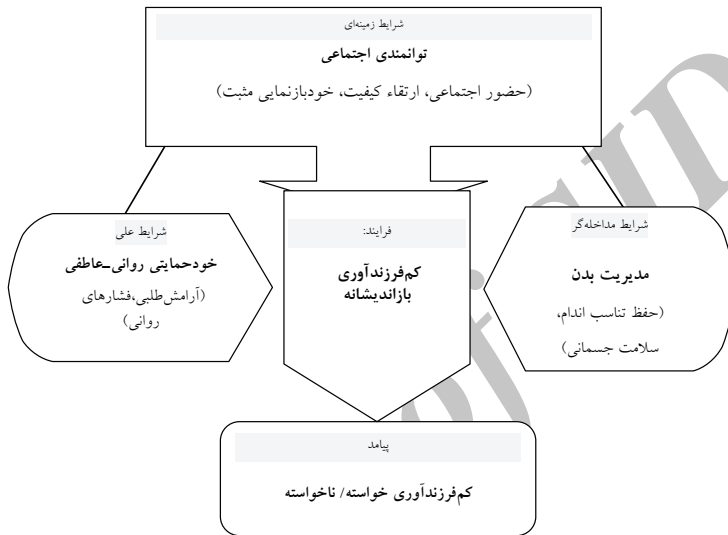 شرایط زمینه‌ای
توانمندی اجتماعی
(حضور اجتماعی، ارتقاء کیفیت، خودبازنمایی مثبت)
شرایط مداخله‌گر
مدیریت بدن
(حفظ تناسب اندام،
سلامت جسمانی)
فرایند:
کم‌فرزندآوری
بازاندیشانه
شرایط علی
خودحمایتی روانی-عاطفی
(آرامش‌طلبی،فشارهای
روانی)
پیامد
کم‌فرزندآوری خواسته/ ناخواسته